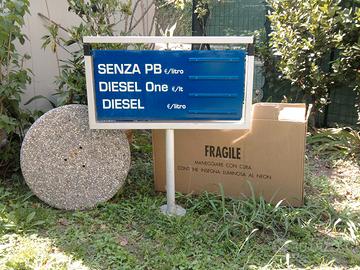 SENZA PB €/litro
DIESEL One €/lt
DIESEL €/litro
FRAGILE
MANEGGIARE CON CURA
CONTIENE INSEGNA LUMINOSA AL NEON